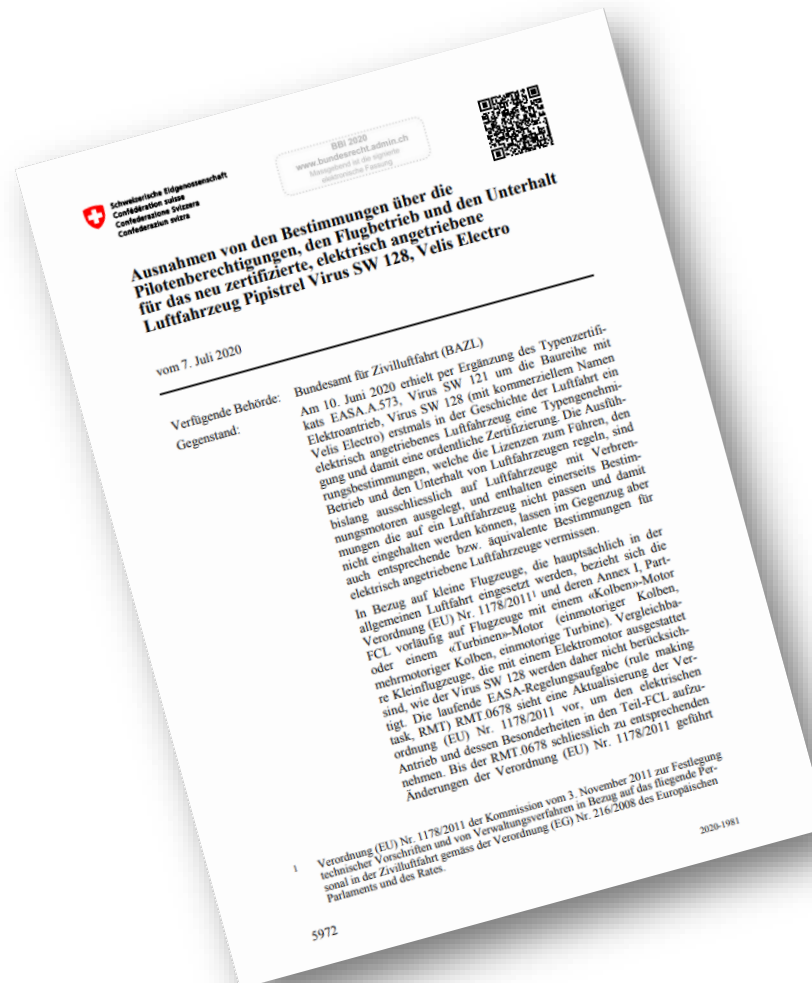 Schweizerische Eidgenossenschaft
Confédération suisse
Confederazione Svizzera
Confederaziun svizra
BBl 2020
www.bundesrecht.admin.ch
Massgebend ist die signierte
elektronische Fassung
Ausnahmen von den Bestimmungen über die
Pilotenberechtigungen, den Flugbetrieb und den Unterhalt
für das neu zertifizierte, elektrisch angetriebene
Luftfahrzeug Pipistrel Virus SW 128, Velis Electro
vom 7. Juli 2020
Verfügende Behörde: Bundesamt für Zivilluftfahrt (BAZL)
Gegenstand: Am 10. Juni 2020 erhielt per Ergänzung des Typenzertifi-
kats EASA.A.573, Virus SW 121 um die Baureihe mit
Elektroantrieb, Virus SW 128 (mit kommerziellem Namen
Velis Electro) erstmals in der Geschichte der Luftfahrt ein
elektrisch angetriebenes Luftfahrzeug eine Typengenehmi-
gung und damit eine ordentliche Zertifizierung. Die Ausfüh-
rungsbestimmungen, welche die Lizenzen zum Führen, den
Betrieb und den Unterhalt von Luftfahrzeugen regeln, sind
bislang ausschliesslich auf Luftfahrzeuge mit Verbren-
nungsmotoren ausgelegt, und enthalten einerseits Bestim-
mungen die auf ein Luftfahrzeug nicht passen und damit
nicht eingehalten werden können, lassen im Gegenzug aber
auch entsprechende bzw. äquivalente Bestimmungen für
elektrisch angetriebene Luftfahrzeuge vermissen.
In Bezug auf kleine Flugzeuge, die hauptsächlich in der
allgemeinen Luftfahrt eingesetzt werden, bezieht sich die
Verordnung (EU) Nr. 1178/2011¹ und deren Annex I, Part-
FCL vorläufig auf Flugzeuge mit einem «Kolben»-Motor
oder einem «Turbinen»-Motor (einmotoriger Kolben,
mehrmotoriger Kolben, einmotorige Turbine). Vergleichba-
re Kleinflugzeuge, die mit einem Elektromotor ausgestattet
sind, wie der Virus SW 128 werden daher nicht berücksich-
tigt. Die laufende EASA-Regelungsaufgabe (rule making
task, RMT) RMT.0678 sieht eine Aktualisierung der Ver-
ordnung (EU) Nr. 1178/2011 vor, um den elektrischen
Antrieb und dessen Besonderheiten in den Teil-FCL aufzu-
nehmen. Bis der RMT.0678 schliesslich zu entsprechenden
Änderungen der Verordnung (EU) Nr. 1178/2011 geführt
1 Verordnung (EU) Nr. 1178/2011 der Kommission vom 3. November 2011 zur Festlegung
technischer Vorschriften und von Verwaltungsverfahren in Bezug auf das fliegende Per-
sonal in der Zivilluftfahrt gemäss der Verordnung (EG) Nr. 216/2008 des Europäischen
Parlaments und des Rates.
2020-1981
5972